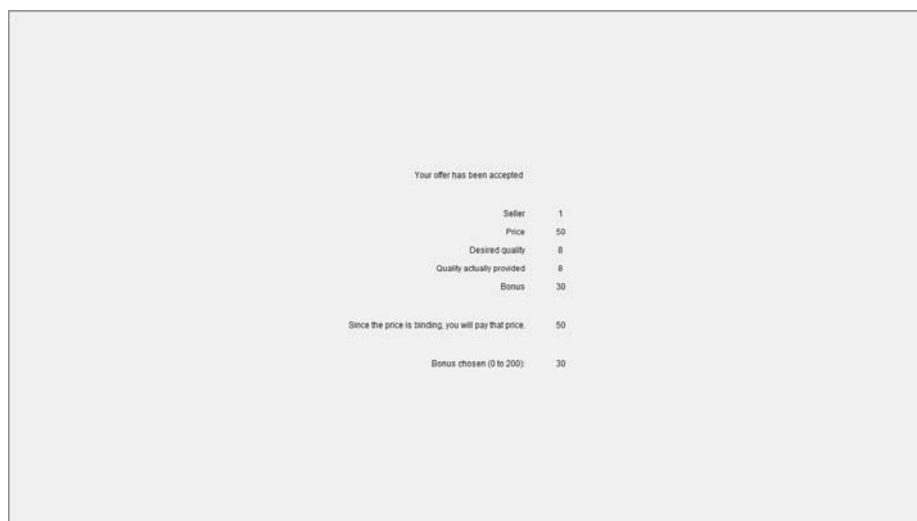 Your offer has been accepted
Seller 1
Price 50
Desired quality 8
Quality actually provided 8
Bonus 30
Since the price is binding, you will pay that price. 50
Bonus chosen (0 to 200): 30